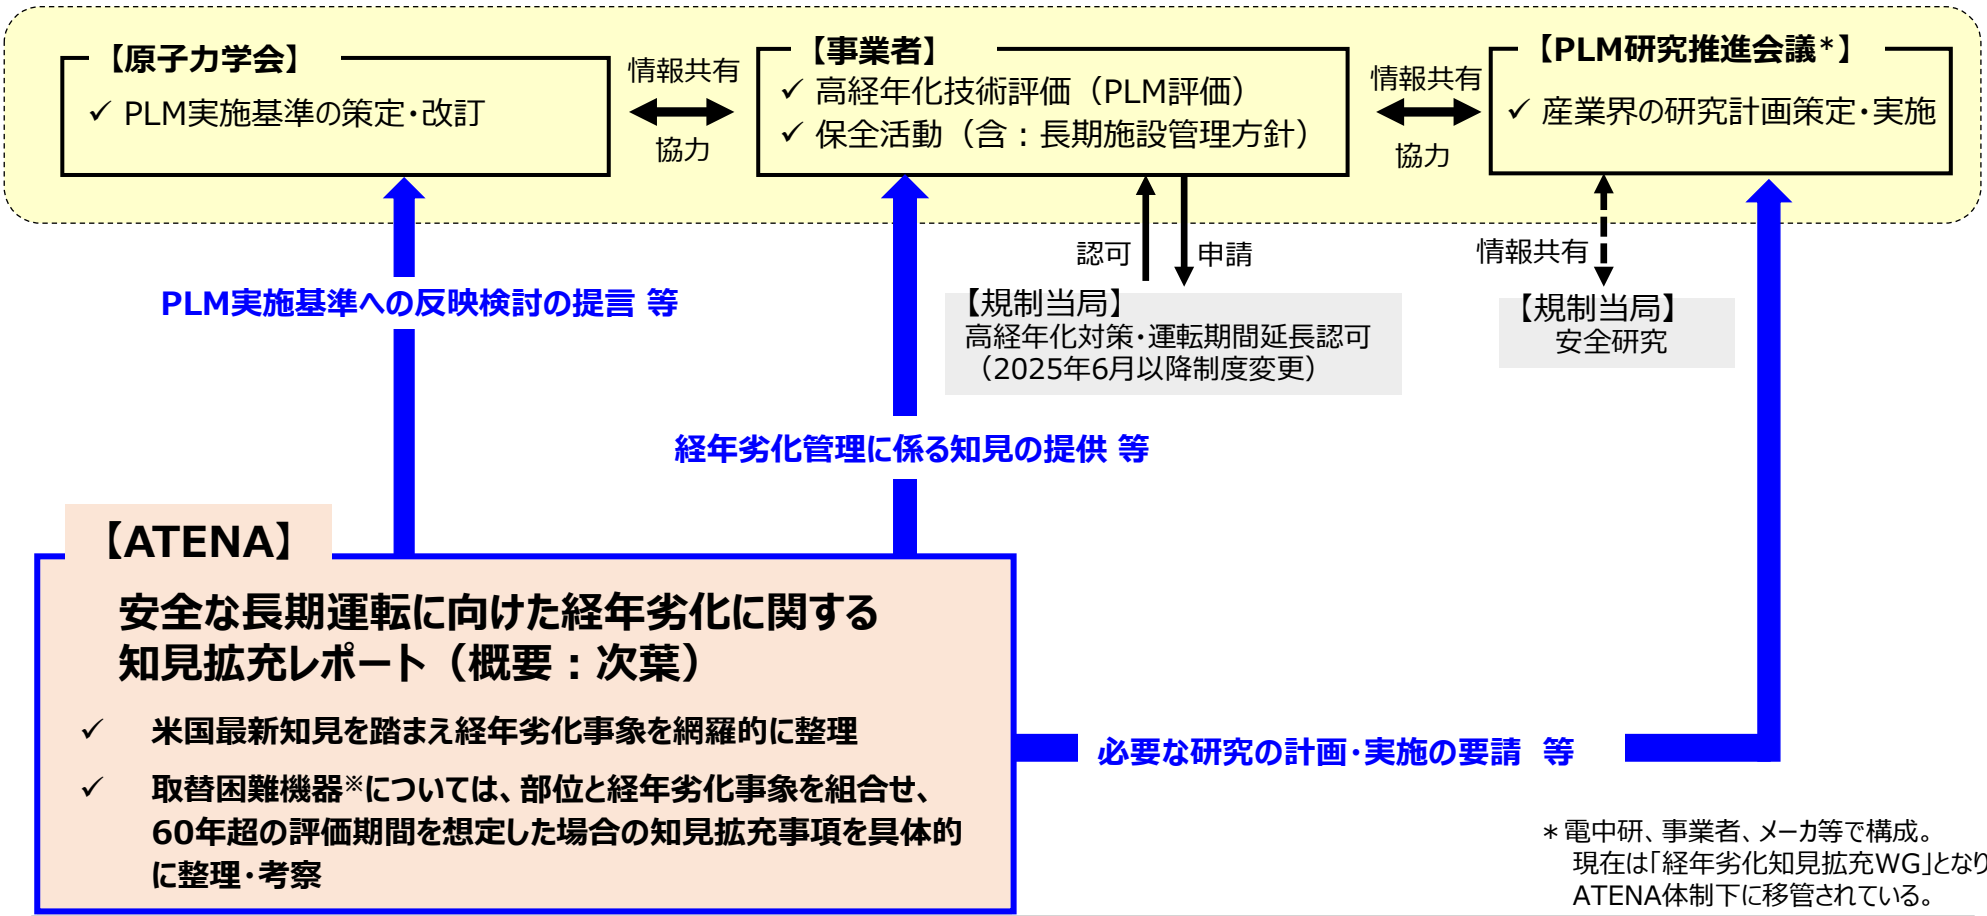 【原子力学会】
✓ PLM実施基準の策定・改訂
情報共有
協力
【事業者】
✓ 高経年化技術評価（PLM評価）
✓ 保全活動（含：長期施設管理方針）
情報共有
協力
【PLM研究推進会議*】
✓ 産業界の研究計画策定・実施
認可
申請
情報共有
【規制当局】
高経年化対策・運転期間延長認可
（2025年6月以降制度変更）
【規制当局】
安全研究
PLM実施基準への反映検討の提言 等
経年劣化管理に係る知見の提供 等
【ATENA】
安全な長期運転に向けた経年劣化に関する
知見拡充レポート（概要：次葉）
✓ 米国最新知見を踏まえ経年劣化事象を網羅的に整理
✓ 取替困難機器※については、部位と経年劣化事象を組合せ、
60年超の評価期間を想定した場合の知見拡充事項を具体的
に整理・考察
必要な研究の計画・実施の要請 等
＊電中研、事業者、メーカ等で構成。
現在は「経年劣化知見拡充WG」となり
ATENA体制下に移管されている。